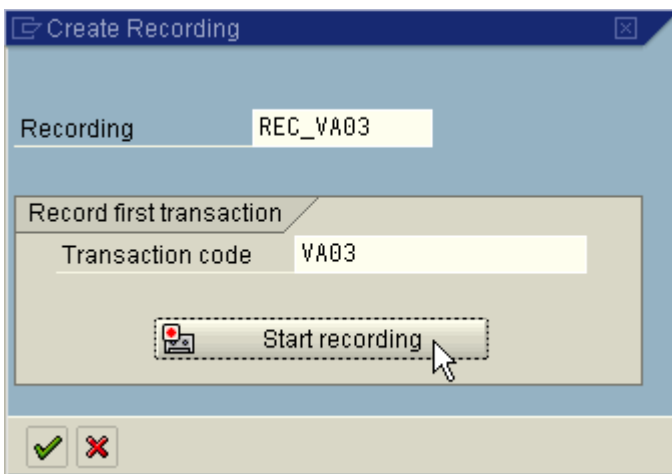 Create Recording
Recording REC_VA03
Record first transaction
Transaction code VA03
Start recording